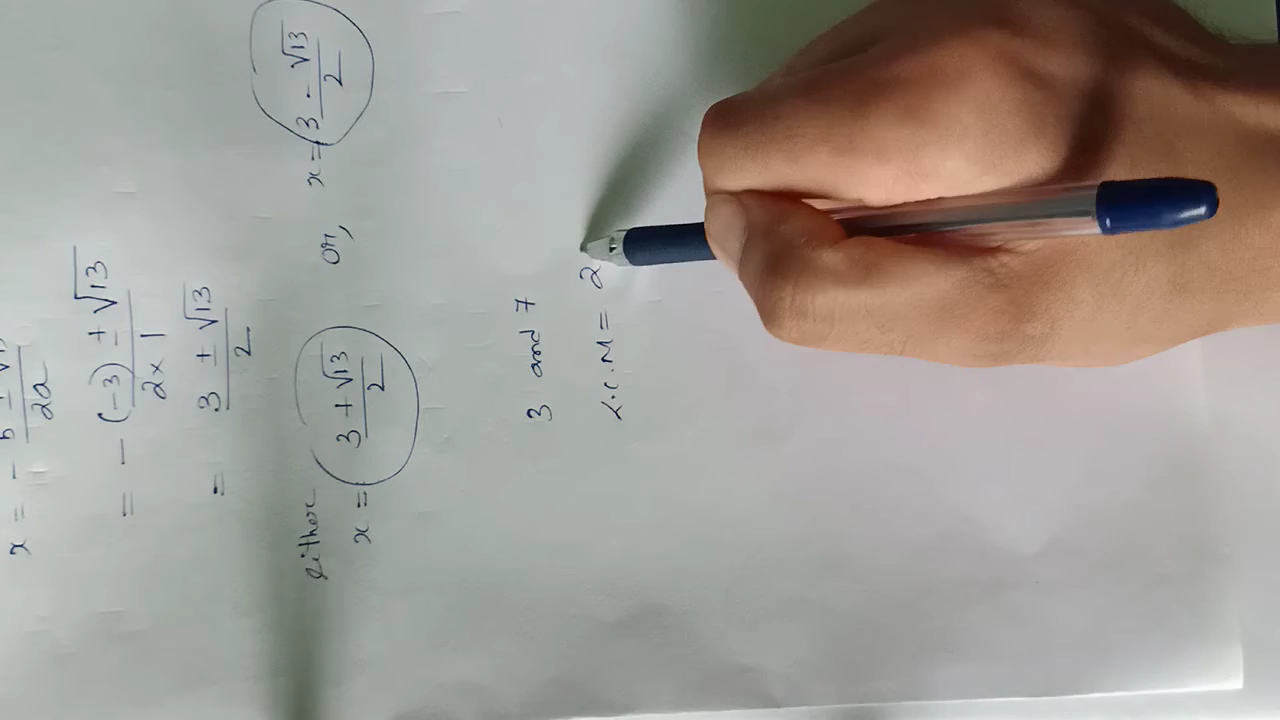 x = - b ± √13 / 2a
= - (-3) ± √13 / 2 × 1
= 3 ± √13 / 2
either x = 3 + √13 / 2 or, x = 3 - √13 / 2
3 and 7
L.C.M = 2